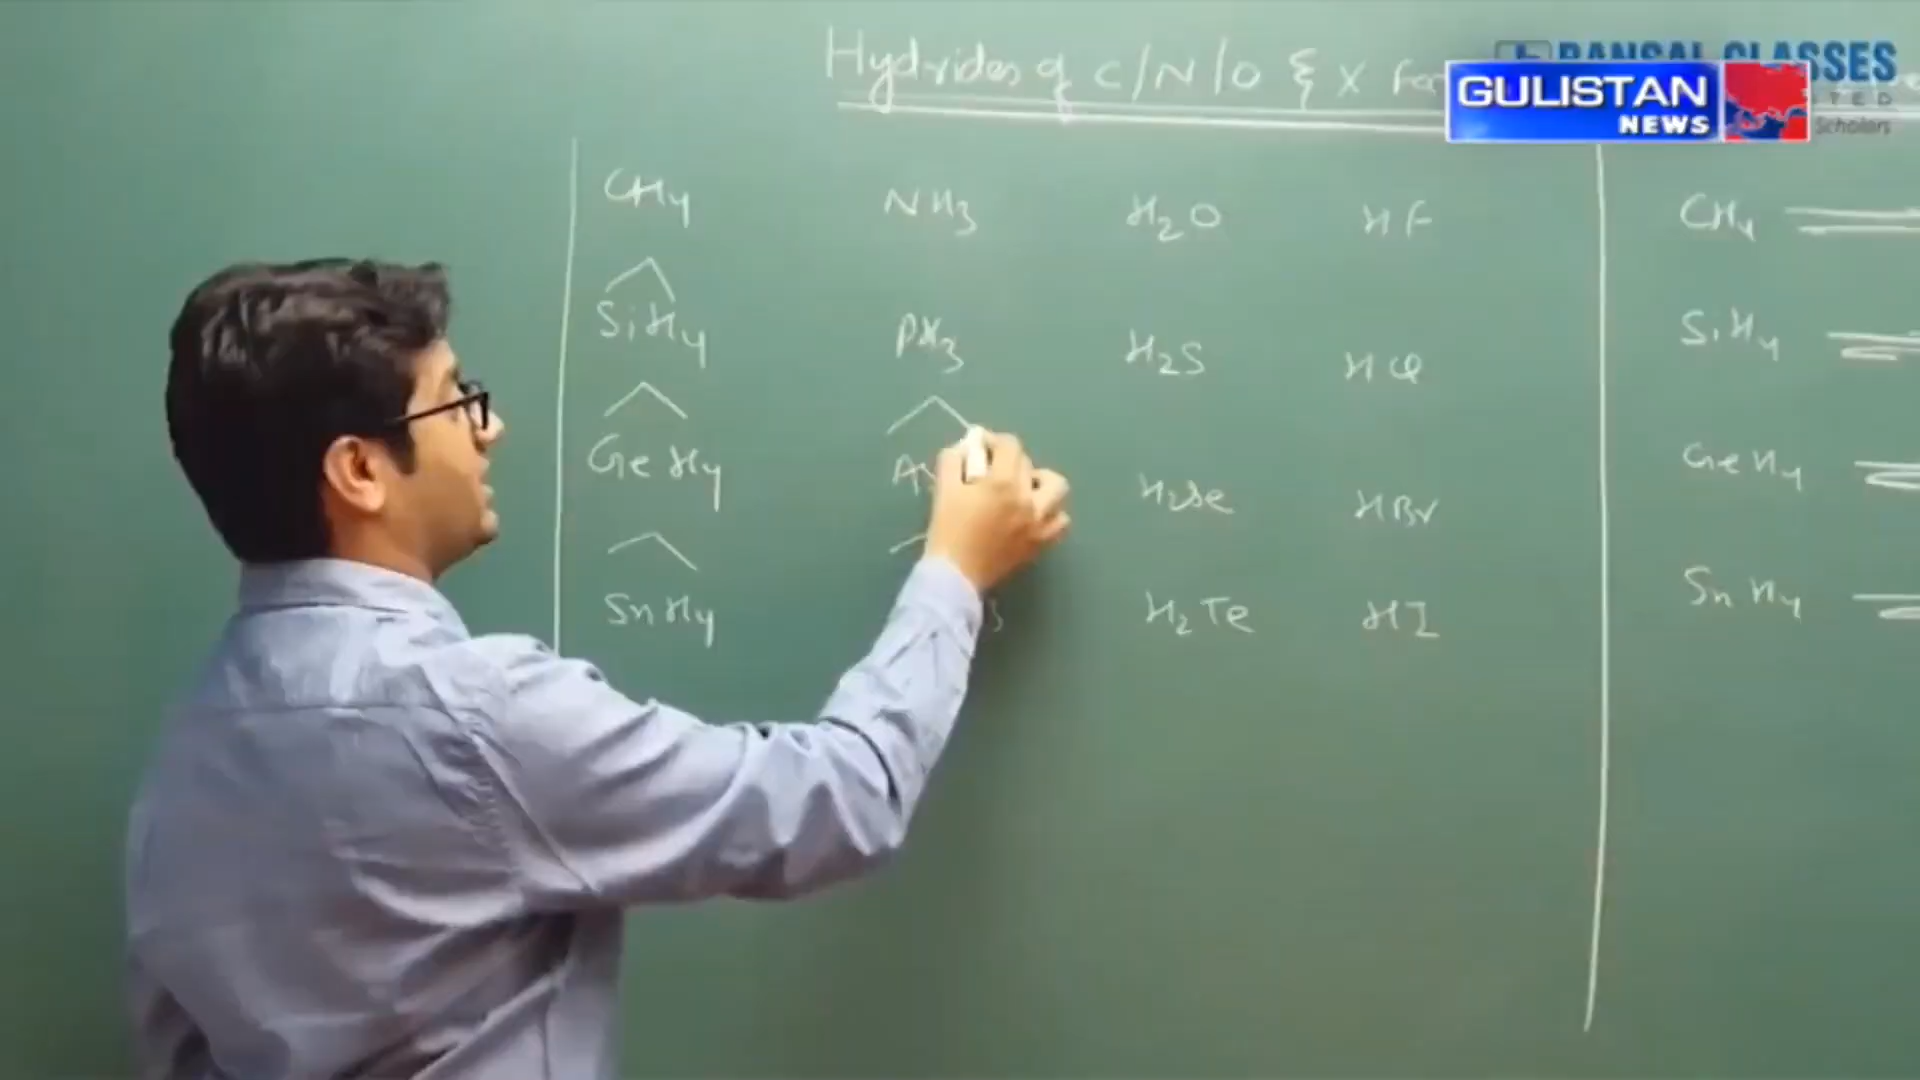 Hydrides of C/N/O & X
BANSAL CLASSES
GULISTAN
NEWS
Scholars
CH4 NH3 H2O HF CH4
SiH4 PH3 H2S HCl SiH4
GeH4 H2Se HBr GeH4
SnH4 H2Te HI SnH4